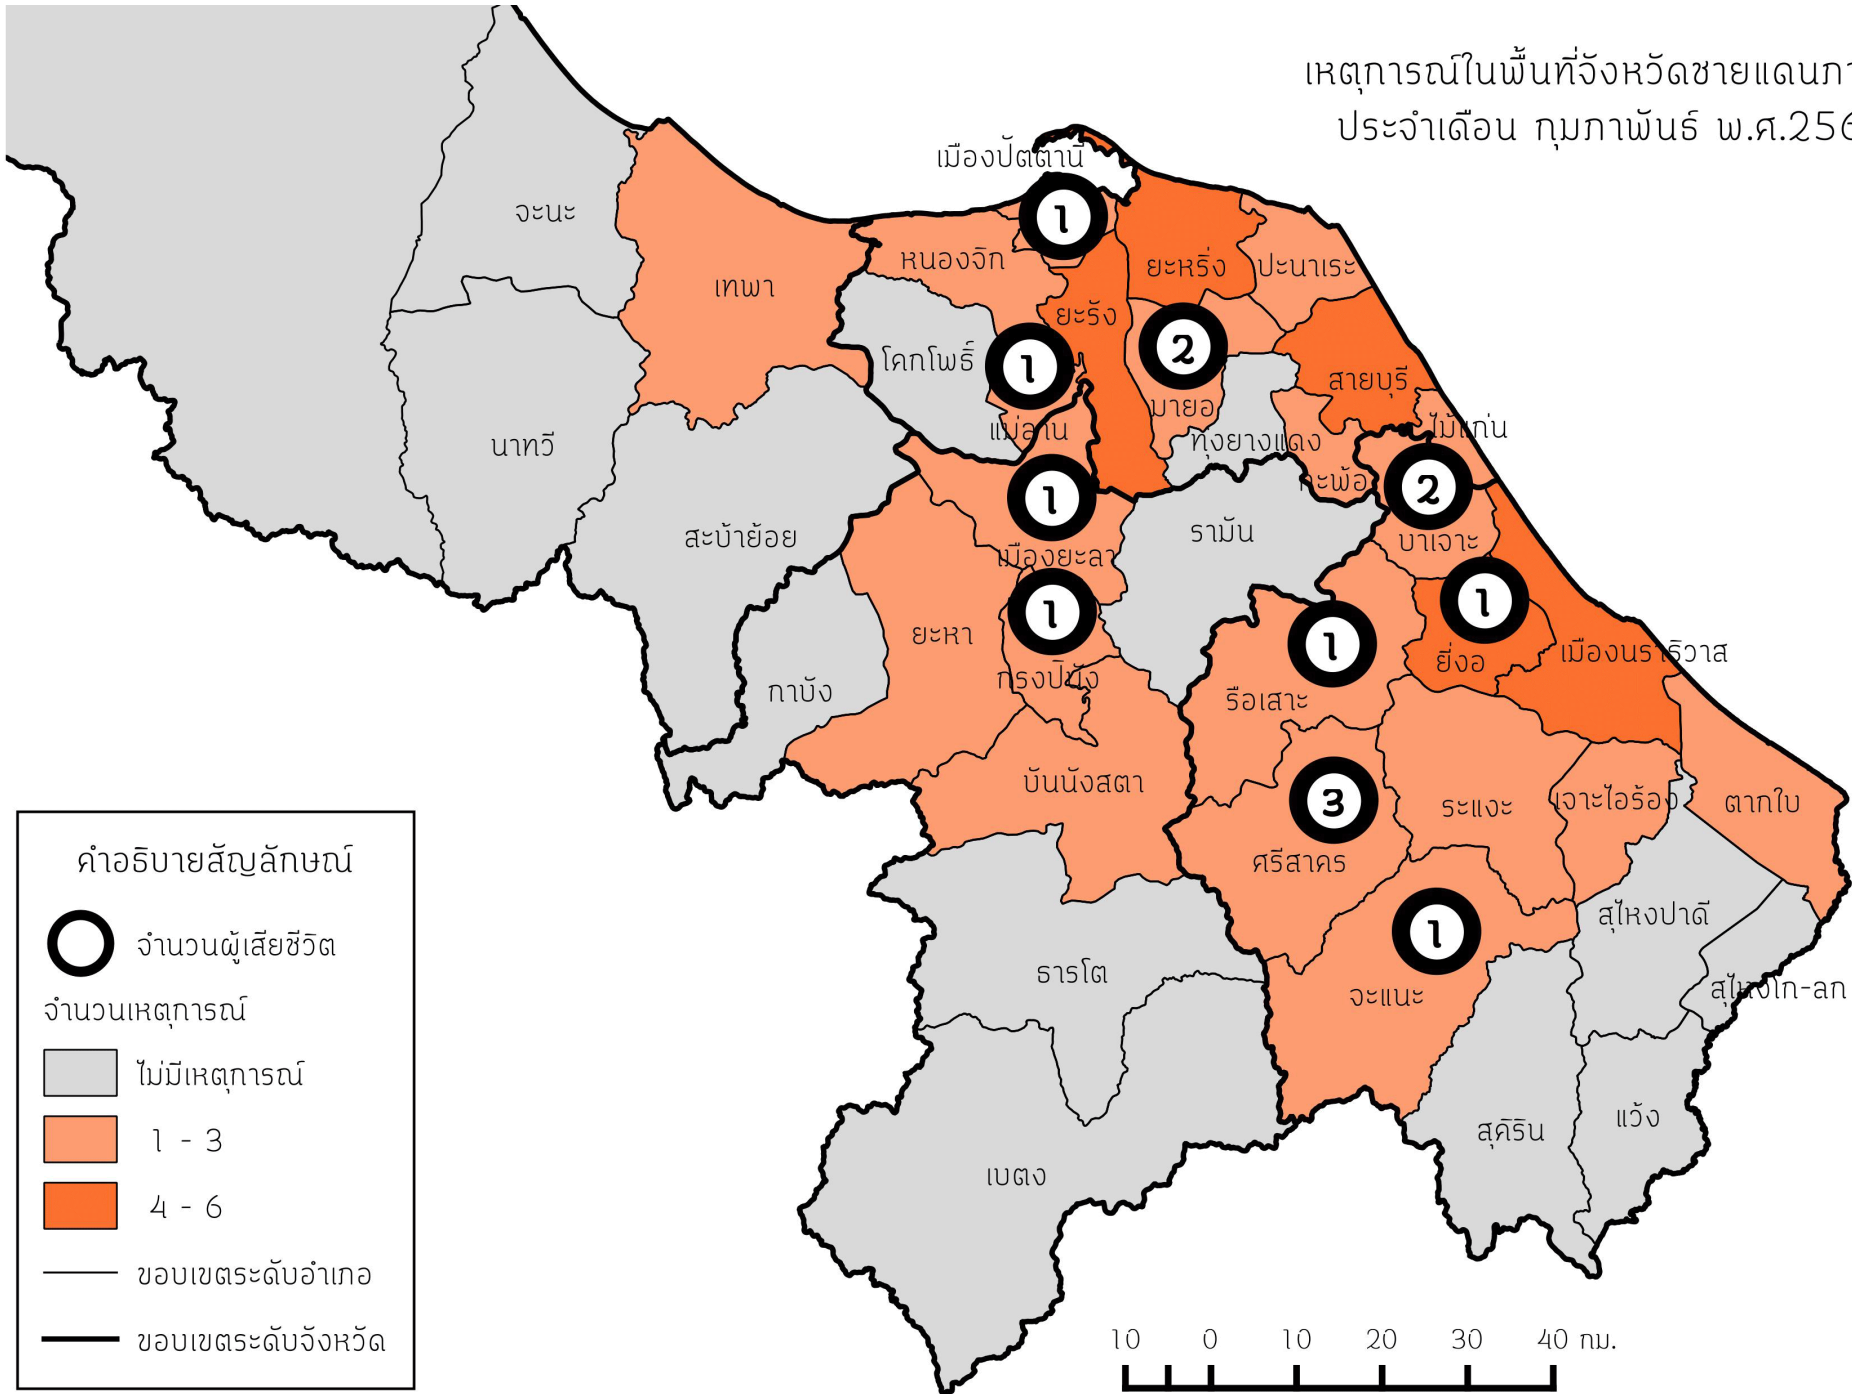 เหตุการณ์ในพื้นที่จังหวัดชายแดนภา
ประจำเดือน กุมภาพันธ์ พ.ศ.256
เมืองปัตตานี
จะนะ
1
หนองจิก
ยะหริ่ง
ปะนาเระ
เทพา
ยะรัง
2
โคกโพธิ์
1
สายบุรี
มายอ
แม่ลาน
ไม้แก่น
ทุ่งยางแดง
นาทวี
กะพ้อ
2
1
รามัน
สะบ้าย้อย
บาเจาะ
เมืองยะลา
1
1
ยะหา
1
ยี่งอ
เมืองนราธิวาส
กรงปินัง
กาบัง
รือเสาะ
บันนังสตา
3
ระแงะ
เจาะไอร้อง
ตากใบ
ศรีสาคร
สุไหงปาดี
1
ธารโต
จะแนะ
สุไหงโก-ลก
แว้ง
สุคิริน
เบตง
คำอธิบายสัญลักษณ์
จำนวนผู้เสียชีวิต
จำนวนเหตุการณ์
ไม่มีเหตุการณ์
1 - 3
4 - 6
ขอบเขตระดับอำเภอ
ขอบเขตระดับจังหวัด
10 0 10 20 30 40 กม.